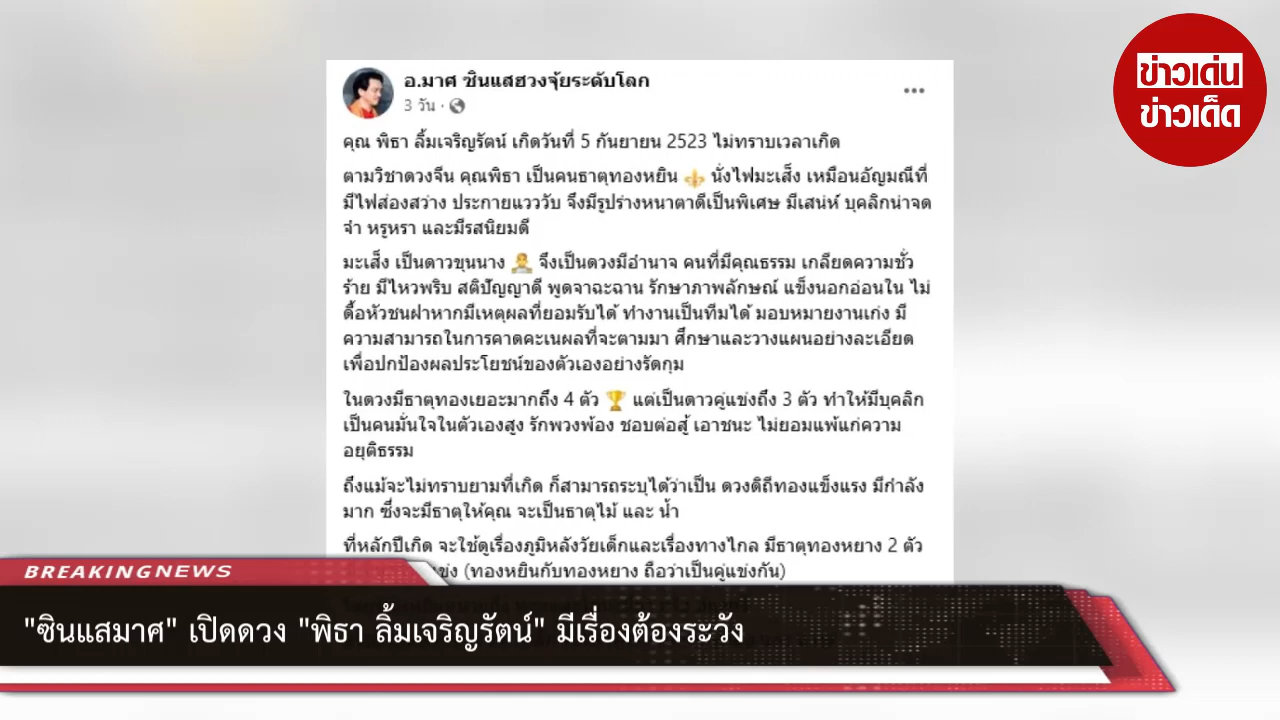 ข่าวเด่น
ข่าวเด็ด
อ.มาศ ซินแสฮวงจุ้ยระดับโลก
3 วัน ·
คุณ พิธา ลิ้มเจริญรัตน์ เกิดวันที่ 5 กันยายน 2523 ไม่ทราบเวลาเกิด
ตามวิชาดวงจีน คุณพิธา เป็นคนธาตุทองหยิน ⚜️ นั่งไฟมะเส็ง เหมือนอัญมณีที่
มีไฟส่องสว่าง ประกายแวววับ จึงมีรูปร่างหนาตาดีเป็นพิเศษ มีเสน่ห์ บุคลิกน่าจด
จำ หรูหรา และมีรสนิยมดี
มะเส็ง เป็นดาวขุนนาง 👨‍⚖️ จึงเป็นดวงมีอำนาจ คนที่มีคุณธรรม เกลียดความชั่ว
ร้าย มีไหวพริบ สติปัญญาดี พูดจาฉะฉาน รักษาภาพลักษณ์ แข็งนอกอ่อนใน ไม่
ดื้อหัวชนฝาหากมีเหตุผลที่ยอมรับได้ ทำงานเป็นทีมได้ มอบหมายงานเก่ง มี
ความสามารถในการคาดคะเนผลที่จะตามมา ศึกษาและวางแผนอย่างละเอียด
เพื่อปกป้องผลประโยชน์ของตัวเองอย่างรัดกุม
ในดวงมีธาตุทองเยอะมากถึง 4 ตัว 🏆 แต่เป็นดาวคู่แข่งถึง 3 ตัว ทำให้มีบุคลิก
เป็นคนมั่นใจในตัวเองสูง รักพวงพ้อง ชอบต่อสู้ เอาชนะ ไม่ยอมแพ้แก่ความ
อยุติธรรม
ถึงแม้จะไม่ทราบยามที่เกิด ก็สามารถระบุได้ว่าเป็น ดวงดิถีทองแข็งแรง มีกำลัง
มาก ซึ่งจะมีธาตุให้คุณ จะเป็นธาตุไม้ และ น้ำ
ที่หลักปีเกิด จะใช้ดูเรื่องภูมิหลังวัยเด็กและเรื่องทางไกล มีธาตุทองหยาง 2 ตัว
ข่ง (ทองหยินกับทองหยาง ถือว่าเป็นคู่แข่งกัน)
BREAKING NEWS
"ซินแสมาศ" เปิดดวง "พิธา ลิ้มเจริญรัตน์" มีเรื่องต้องระวัง